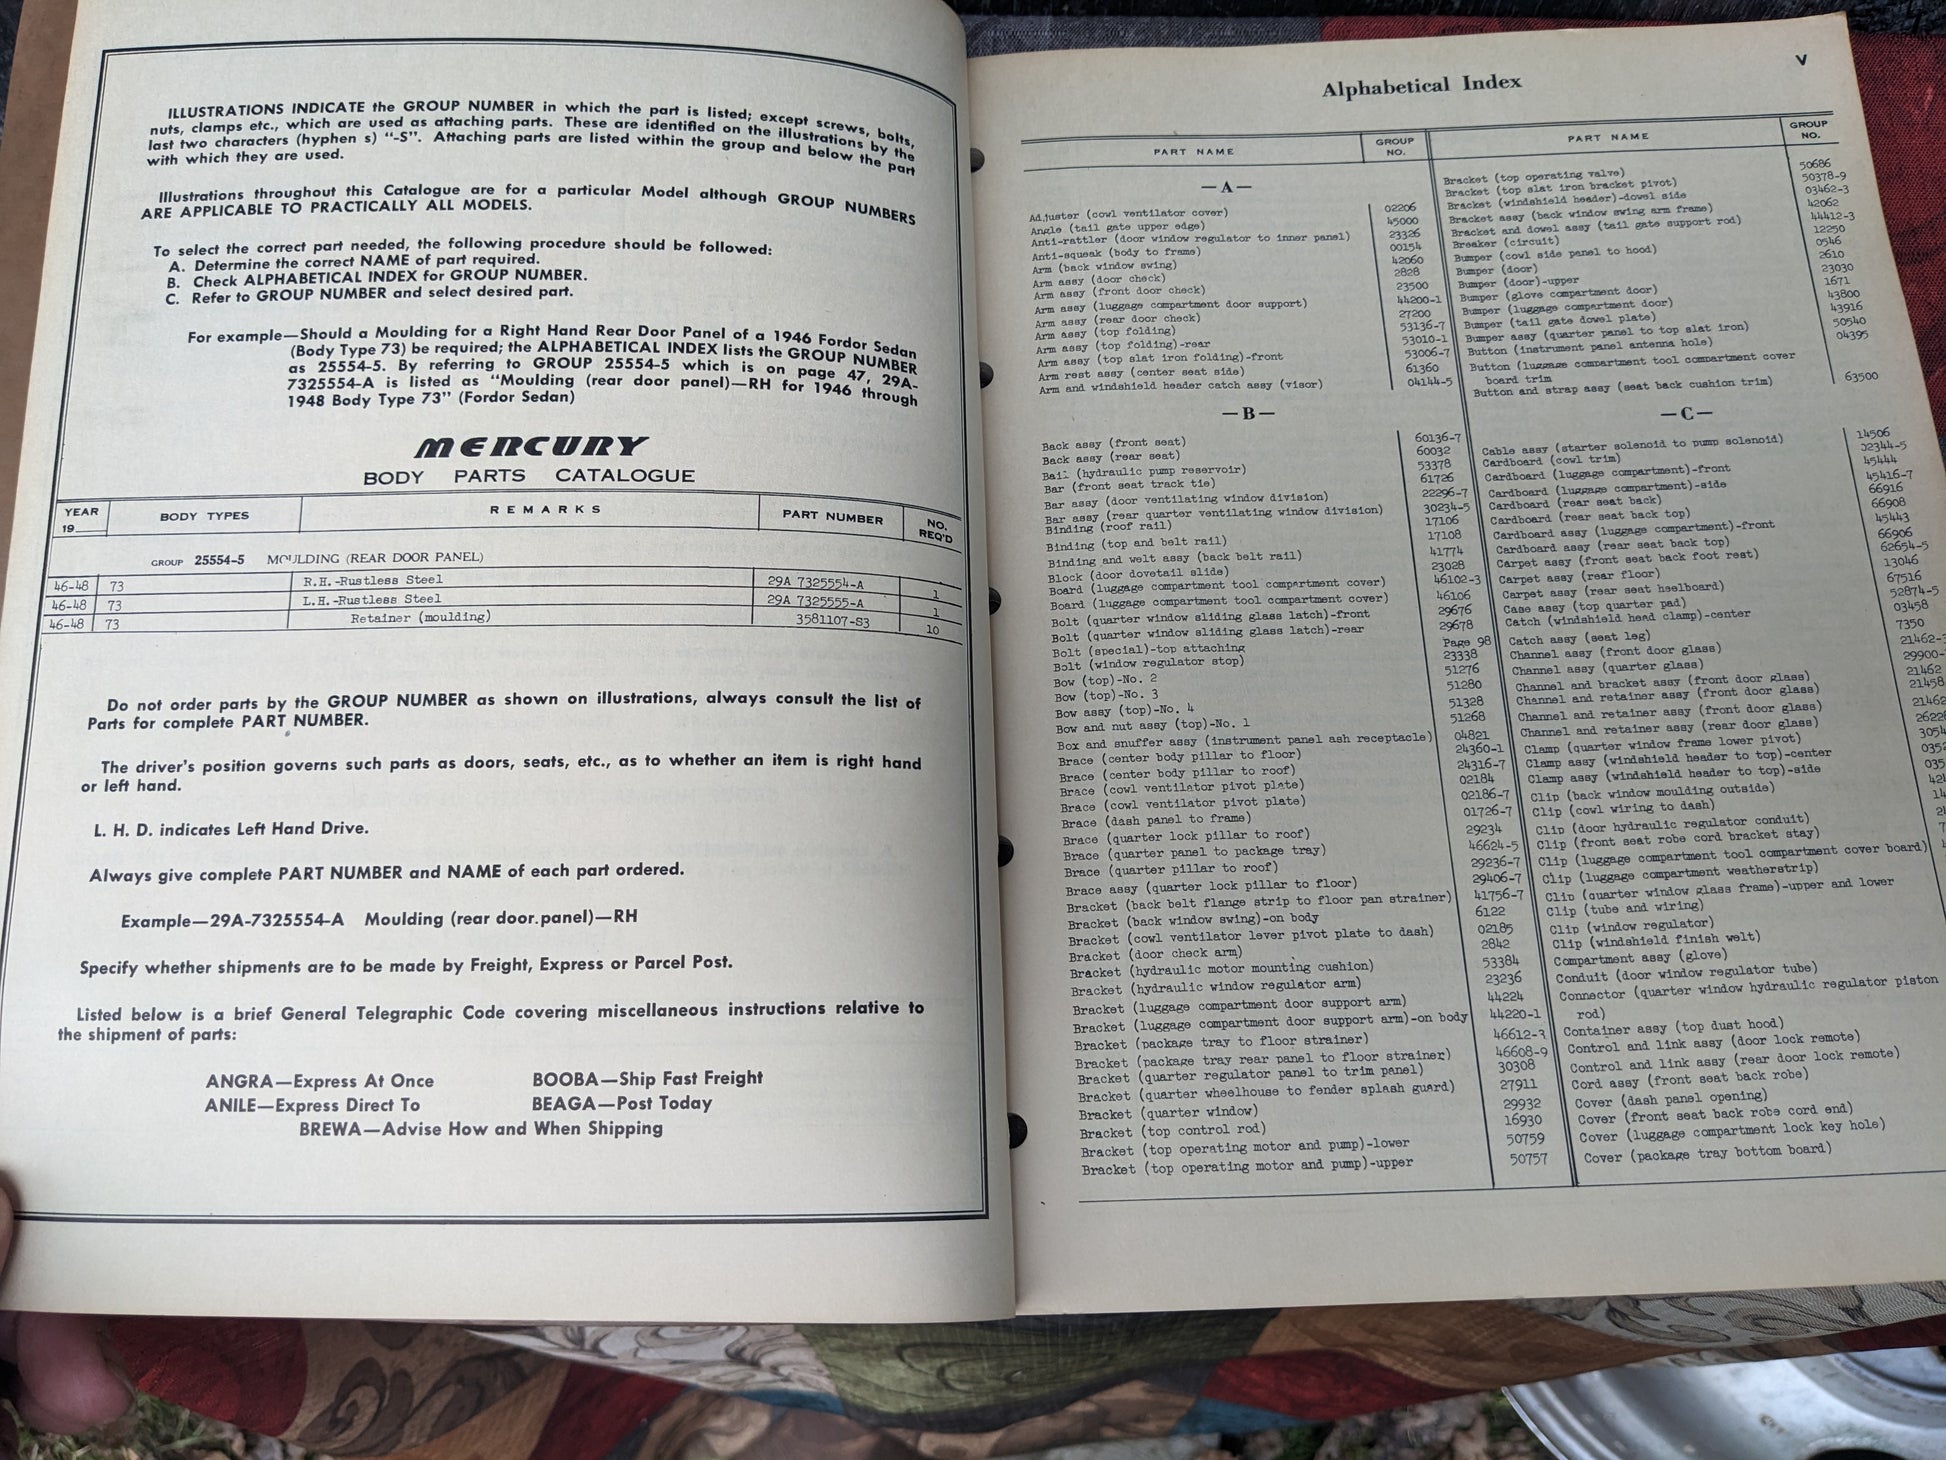 ILLUSTRATIONS INDICATE the GROUP NUMBER in which the part is listed; except screws, bolts,
nuts, clamps etc., which are used as attaching parts. These are identified on the illustrations by the
last two characters (hyphen s) "-S". Attaching parts are listed within the group and below the part
with which they are used.
Illustrations throughout this Catalogue are for a particular Model although GROUP NUMBERS
ARE APPLICABLE TO PRACTICALLY ALL MODELS.
To select the correct part needed, the following procedure should be followed:
A. Determine the correct NAME of part required.
B. Check ALPHABETICAL INDEX for GROUP NUMBER.
C. Refer to GROUP NUMBER and select desired part.
For example—Should a Moulding for a Right Hand Rear Door Panel of a 1946 Fordor Sedan
(Body Type 73) be required; the ALPHABETICAL INDEX lists the GROUP NUMBER
as 25554-5. By referring to GROUP 25554-5 which is on page 47, 29A-
7325554-A is listed as "Moulding (rear door panel)—RH for 1946 through
1948 Body Type 73" (Fordor Sedan)
MERCURY
BODY PARTS CATALOGUE
YEAR 19__ BODY TYPES REMARKS PART NUMBER NO. REQ'D
GROUP 25554-5 MOULDING (REAR DOOR PANEL)
46-48 73 R.H.-Rustless Steel 29A 7325554-A 1
46-48 73 L.H.-Rustless Steel 29A 7325555-A 1
46-48 73 Retainer (moulding) 3581107-S3 10
Do not order parts by the GROUP NUMBER as shown on illustrations, always consult the list of
Parts for complete PART NUMBER.
The driver's position governs such parts as doors, seats, etc., as to whether an item is right hand
or left hand.
L. H. D. indicates Left Hand Drive.
Always give complete PART NUMBER and NAME of each part ordered.
Example—29A-7325554-A Moulding (rear door panel)—RH
Specify whether shipments are to be made by Freight, Express or Parcel Post.
Listed below is a brief General Telegraphic Code covering miscellaneous instructions relative to
the shipment of parts:
ANGRA—Express At Once BOOBA—Ship Fast Freight
ANILE—Express Direct To BEAGA—Post Today
BREWA—Advise How and When Shipping
V
Alphabetical Index
PART NAME GROUP NO.
—A—
Adjuster (cowl ventilator cover) 02206
Angle (tail gate upper edge) 45000
Anti-rattler (door window regulator to inner panel) 23326
Anti-squeak (body to frame) 00154
Arm (back window swing) 42060
Arm assy (door check) 2828
Arm assy (front door check) 23500
Arm assy (luggage compartment door support) 44200-1
Arm assy (rear door check) 27200
Arm assy (top folding) 53136-7
Arm assy (top folding)-rear 53010-1
Arm assy (top slat iron folding)-front 53006-7
Arm rest assy (center seat side) 61360
Arm and windshield header catch assy (visor) 04144-5
—B—
Back assy (front seat) 60136-7
Back assy (rear seat) 60032
Bail (hydraulic pump reservoir) 53378
Bar (front seat track tie) 61726
Bar assy (door ventilating window division) 22296-7
Bar assy (rear quarter ventilating window division) 30234-5
Binding (roof rail) 17106
Binding (top and belt rail) 17108
Binding and welt assy (back belt rail) 41774
Block (door dovetail slide) 23028
Board (luggage compartment tool compartment cover) 46102-3
Board (luggage compartment tool compartment cover) 46106
Bolt (quarter window sliding glass latch)-front 29676
Bolt (quarter window sliding glass latch)-rear 29678
Bolt (special)-top attaching Page 98
Bolt (window regulator stop) 23338
Bow (top)-No. 2 51276
Bow (top)-No. 3 51280
Bow assy (top)-No. 4 51328
Bow and nut assy (top)-No. 1 51268
Box and snuffer assy (instrument panel ash receptacle) 04821
Brace (center body pillar to floor) 24360-1
Brace (center body pillar to roof) 24316-7
Brace (cowl ventilator pivot plate) 02184
Brace (cowl ventilator pivot plate) 02186-7
Brace (dash panel to frame) 01726-7
Brace (quarter lock pillar to roof) 29234
Brace (quarter panel to package tray) 46624-5
Brace (quarter pillar to roof) 29236-7
Brace assy (quarter lock pillar to floor) 29406-7
Bracket (back belt flange strip to floor pan strainer) 41756-7
Bracket (back window swing)-on body 6122
Bracket (cowl ventilator lever pivot plate to dash) 02185
Bracket (door check arm) 2842
Bracket (hydraulic motor mounting cushion) 53384
Bracket (hydraulic window regulator arm) 23236
Bracket (luggage compartment door support arm) 44224
Bracket (luggage compartment door support arm)-on body 44220-1
Bracket (package tray to floor strainer) 46612-3
Bracket (package tray rear panel to floor strainer) 46608-9
Bracket (quarter regulator panel to trim panel) 30308
Bracket (quarter wheelhouse to fender splash guard) 27911
Bracket (quarter window) 29932
Bracket (top control rod) 16930
Bracket (top operating motor and pump)-lower 50759
Bracket (top operating motor and pump)-upper 50757
PART NAME GROUP NO.
Bracket (top operating valve) 50686
Bracket (top slat iron bracket pivot) 50378-9
Bracket (windshield header)-dowel side 03462-3
Bracket assy (back window swing arm frame) 42062
Bracket and dowel assy (tail gate support rod) 44412-3
Breaker (circuit) 12250
Bumper (cowl side panel to hood) 0546
Bumper (door) 2610
Bumper (door)-upper 23030
Bumper (glove compartment door) 1671
Bumper (luggage compartment door) 43800
Bumper (tail gate dowel plate) 43916
Bumper assy (quarter panel to top slat iron) 50540
Button (instrument panel antenna hole) 04395
Button (luggage compartment tool compartment cover
board trim
Button and strap assy (seat back cushion trim) 63500
—C—
Cable assy (starter solenoid to pump solenoid) 14506
Cardboard (cowl trim) 02344-5
Cardboard (luggage compartment)-front 45444
Cardboard (luggage compartment)-side 45416-7
Cardboard (rear seat back) 66916
Cardboard (rear seat back top) 66908
Cardboard assy (luggage compartment)-front 45443
Cardboard assy (rear seat back top) 66906
Carpet assy (front seat back foot rest) 62654-5
Carpet assy (rear floor) 13046
Carpet assy (rear seat heelboard) 67516
Case assy (top quarter pad) 52874-5
Catch (windshield head clamp)-center 03458
Catch assy (seat leg) 7350
Channel assy (front door glass) 21462-3
Channel assy (quarter glass) 29900-
Channel and bracket assy (front door glass) 21462
Channel and retainer assy (front door glass) 21458
Channel and retainer assy (front door glass) 21462
Channel and retainer assy (rear door glass)
Clamp (quarter window frame lower pivot)
Clamp assy (windshield header to top)-center
Clamp assy (windshield header to top)-side
Clip (back window moulding outside)
Clip (cowl wiring to dash)
Clip (door hydraulic regulator conduit)
Clip (front seat robe cord bracket stay)
Clip (luggage compartment tool compartment cover board)
Clip (luggage compartment weatherstrip)
Clip (quarter window glass frame)-upper and lower
Clip (tube and wiring)
Clip (window regulator)
Clip (windshield finish welt)
Compartment assy (glove)
Conduit (door window regulator tube)
Connector (quarter window hydraulic regulator piston
rod)
Container assy (top dust hood)
Control and link assy (door lock remote)
Control and link assy (rear door lock remote)
Cord assy (front seat back robe)
Cover (dash panel opening)
Cover (front seat back robe cord end)
Cover (luggage compartment lock key hole)
Cover (package tray bottom board)